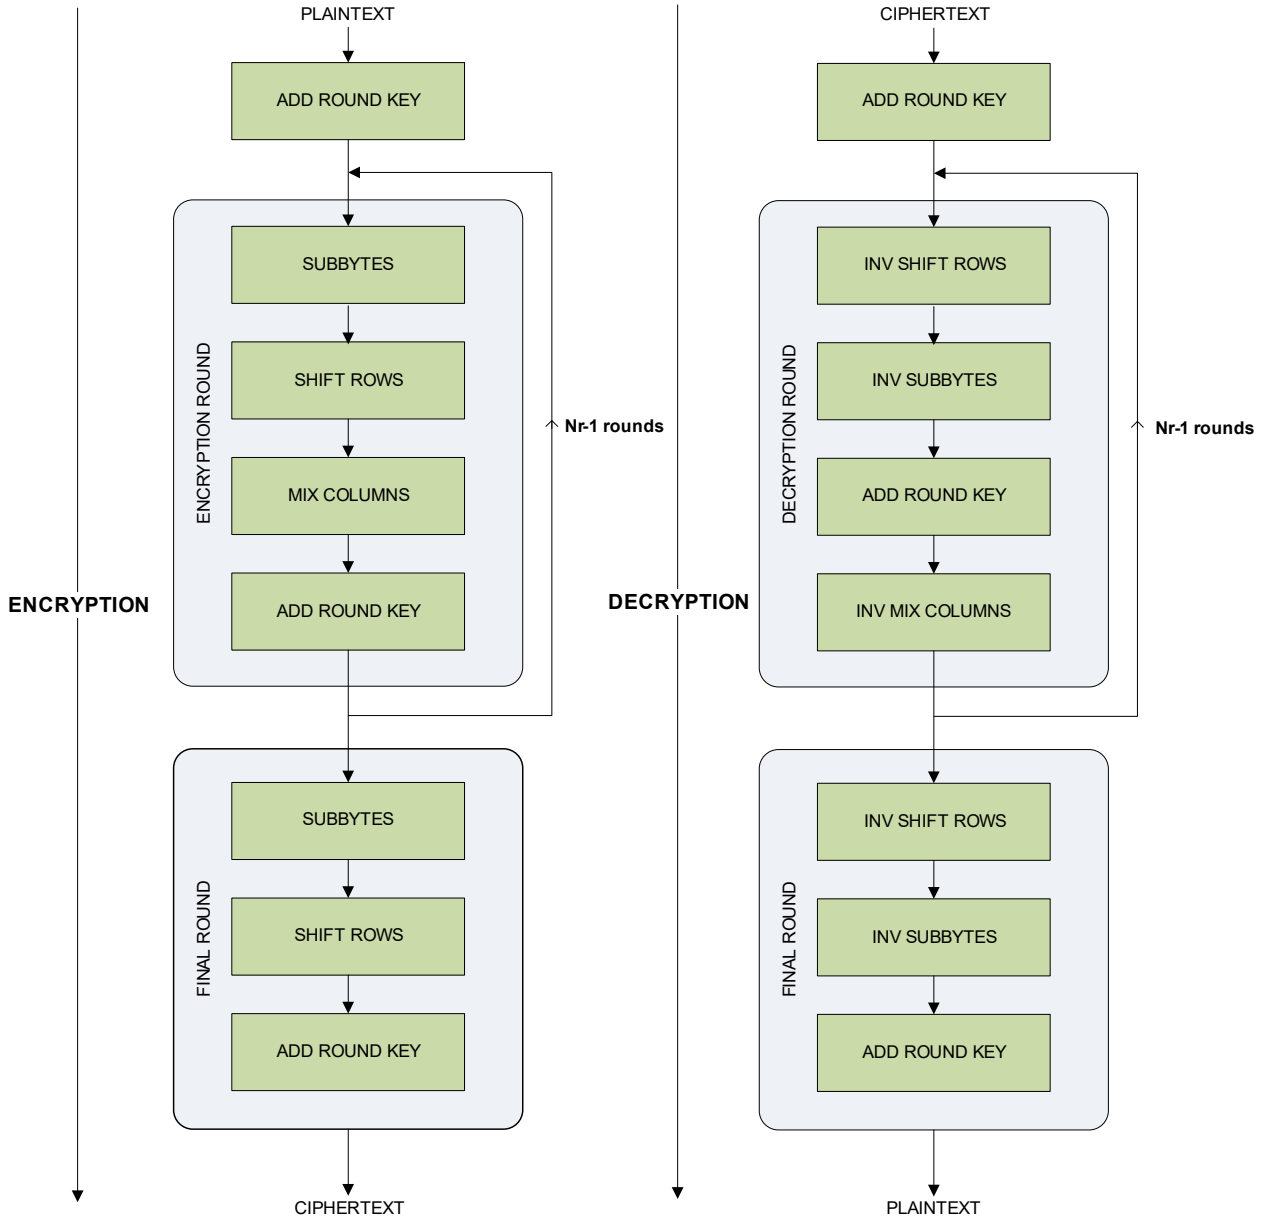 PLAINTEXT
ADD ROUND KEY
ENCRYPTION ROUND
SUBBYTES
SHIFT ROWS
MIX COLUMNS
ADD ROUND KEY
Nr-1 rounds
ENCRYPTION
FINAL ROUND
SUBBYTES
SHIFT ROWS
ADD ROUND KEY
CIPHERTEXT
CIPHERTEXT
ADD ROUND KEY
DECRYPTION ROUND
INV SHIFT ROWS
INV SUBBYTES
ADD ROUND KEY
INV MIX COLUMNS
Nr-1 rounds
DECRYPTION
FINAL ROUND
INV SHIFT ROWS
INV SUBBYTES
ADD ROUND KEY
PLAINTEXT